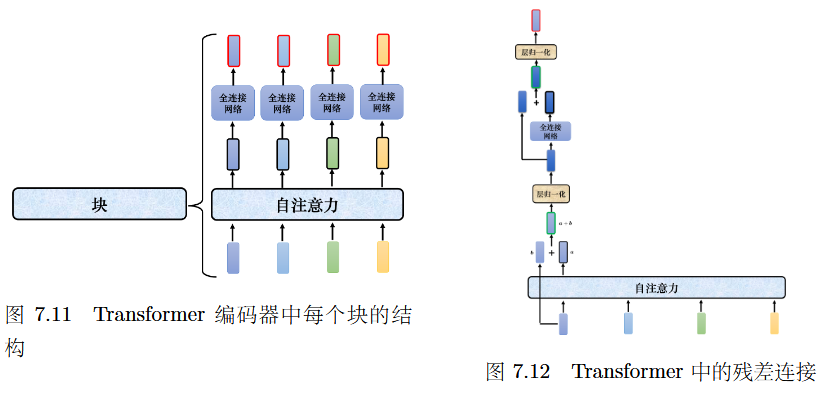 全连接
网络
全连接
网络
全连接
网络
全连接
网络
块
自注意力
图 7.11 Transformer 编码器中每个块的结
构
层归一化
+
全连接
网络
层归一化
a + b
b
+
a
自注意力
图 7.12 Transformer 中的残差连接